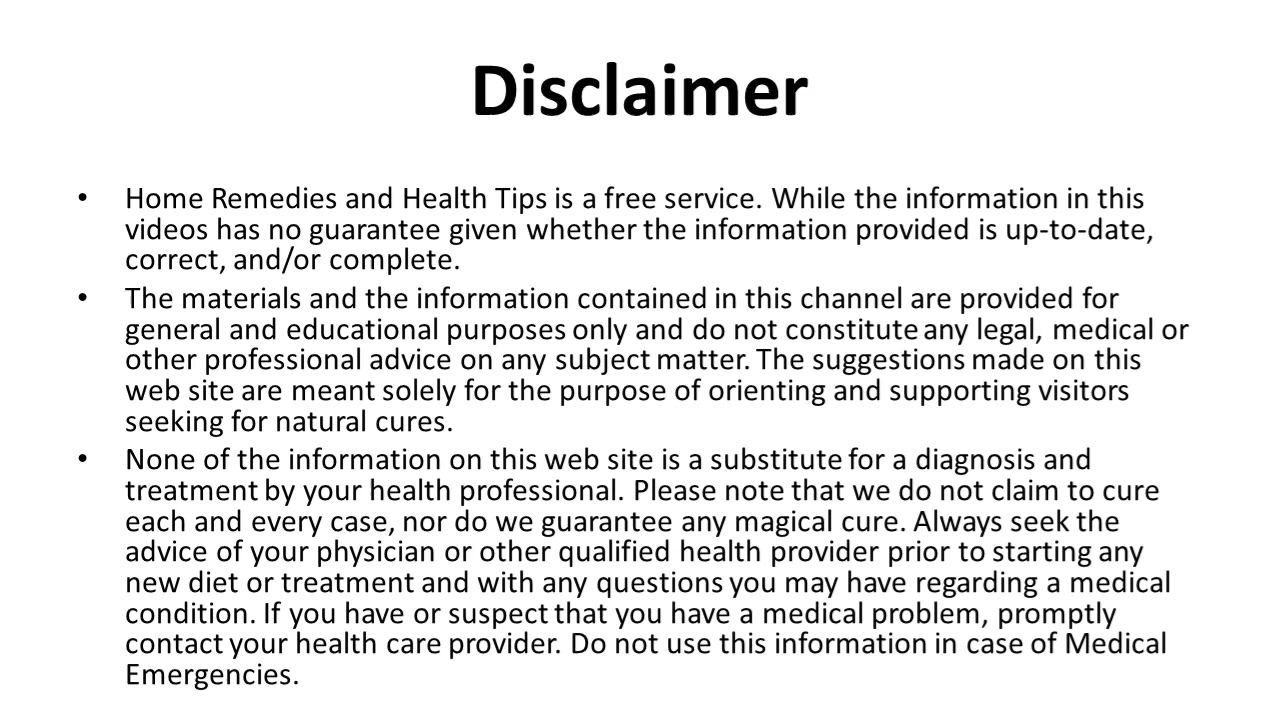 Disclaimer
• Home Remedies and Health Tips is a free service. While the information in this
videos has no guarantee given whether the information provided is up-to-date,
correct, and/or complete.
• The materials and the information contained in this channel are provided for
general and educational purposes only and do not constitute any legal, medical or
other professional advice on any subject matter. The suggestions made on this
web site are meant solely for the purpose of orienting and supporting visitors
seeking for natural cures.
• None of the information on this web site is a substitute for a diagnosis and
treatment by your health professional. Please note that we do not claim to cure
each and every case, nor do we guarantee any magical cure. Always seek the
advice of your physician or other qualified health provider prior to starting any
new diet or treatment and with any questions you may have regarding a medical
condition. If you have or suspect that you have a medical problem, promptly
contact your health care provider. Do not use this information in case of Medical
Emergencies.